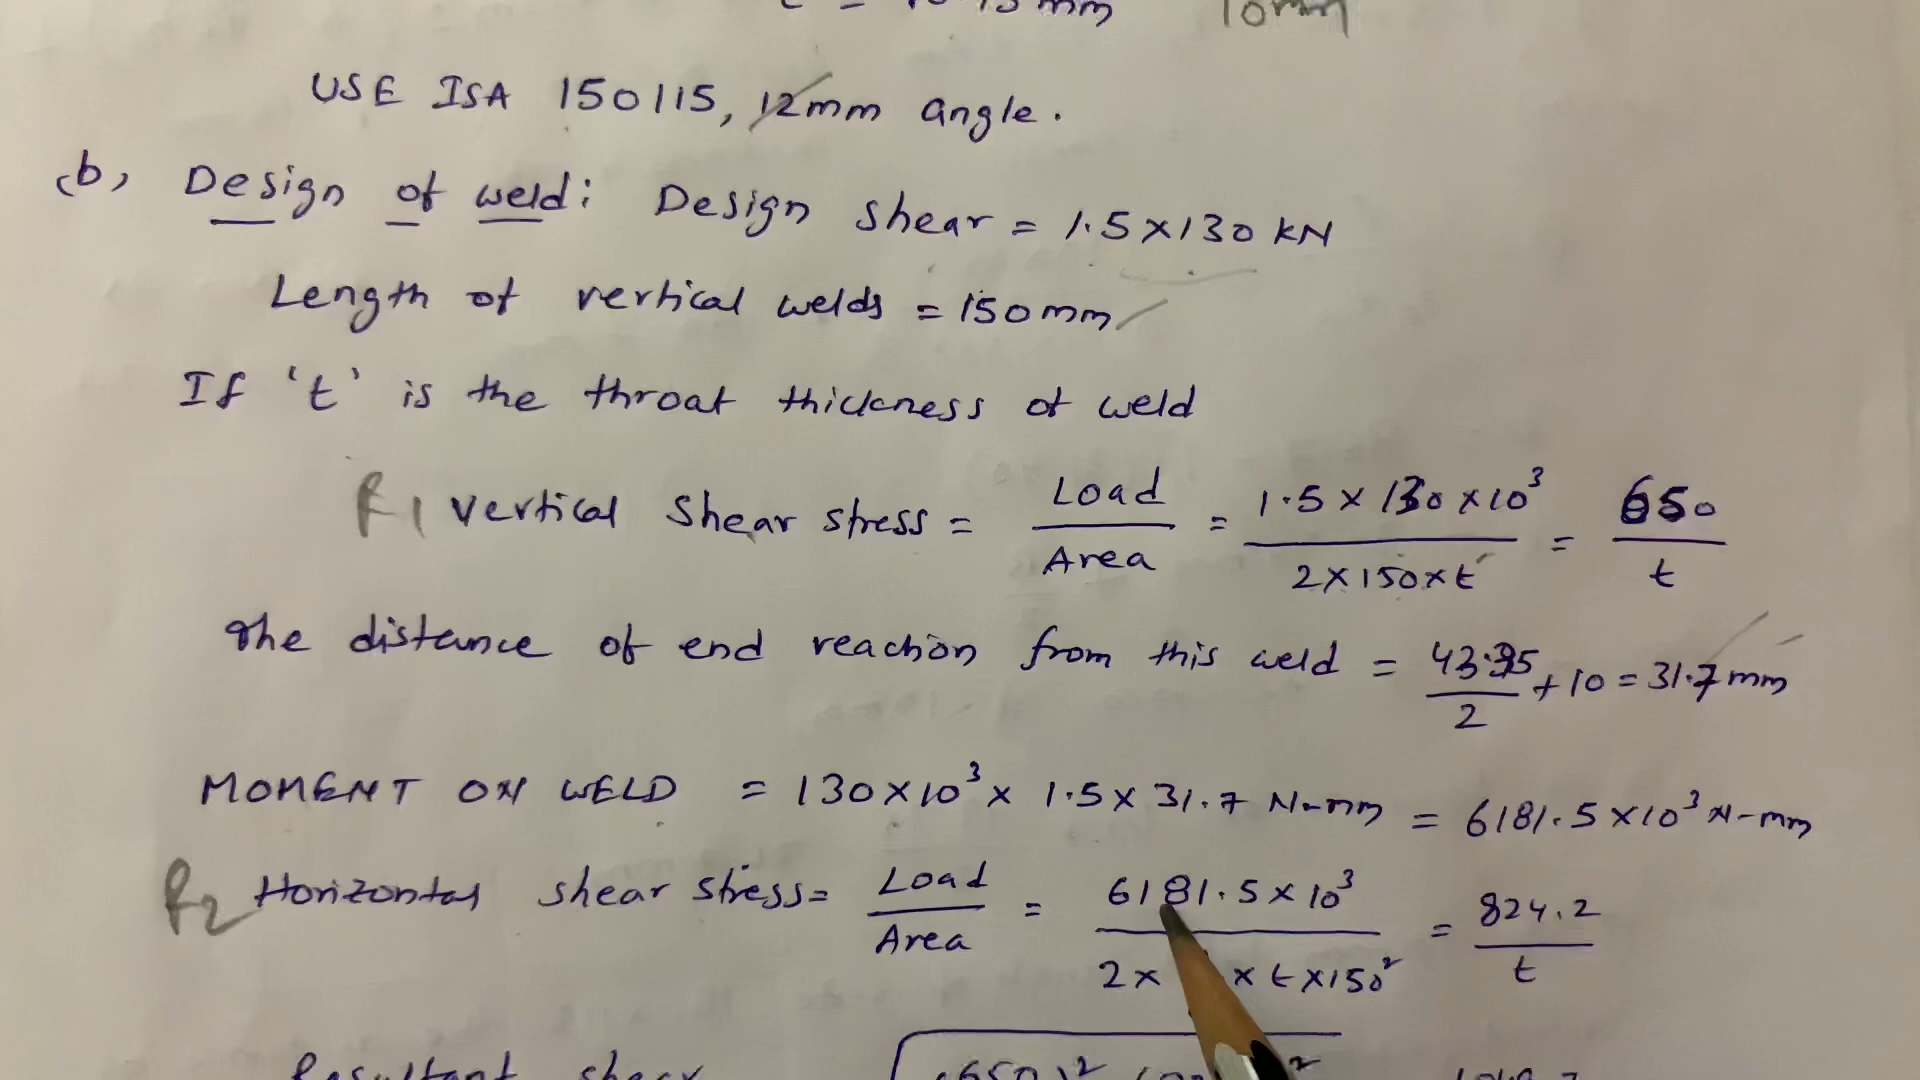 10mm
USE ISA 150115, 12mm angle.
(b) Design of weld: Design shear = 1.5×130 kN
Length of vertical welds = 150mm
If 't' is the throat thickness of weld
f1 vertical shear stress = Load/Area = 1.5 × 130 × 10³/2×150×t = 650/t
The distance of end reaction from this weld = 43.35/2 + 10 = 31.7mm
MOMENT ON WELD = 130×10³× 1.5× 31.7 N-mm = 6181.5×10³ N-mm
f2 Horizontal shear stress= Load/Area = 6181.5×10³/2× × t×150² = 824.2/t
Resultant shear